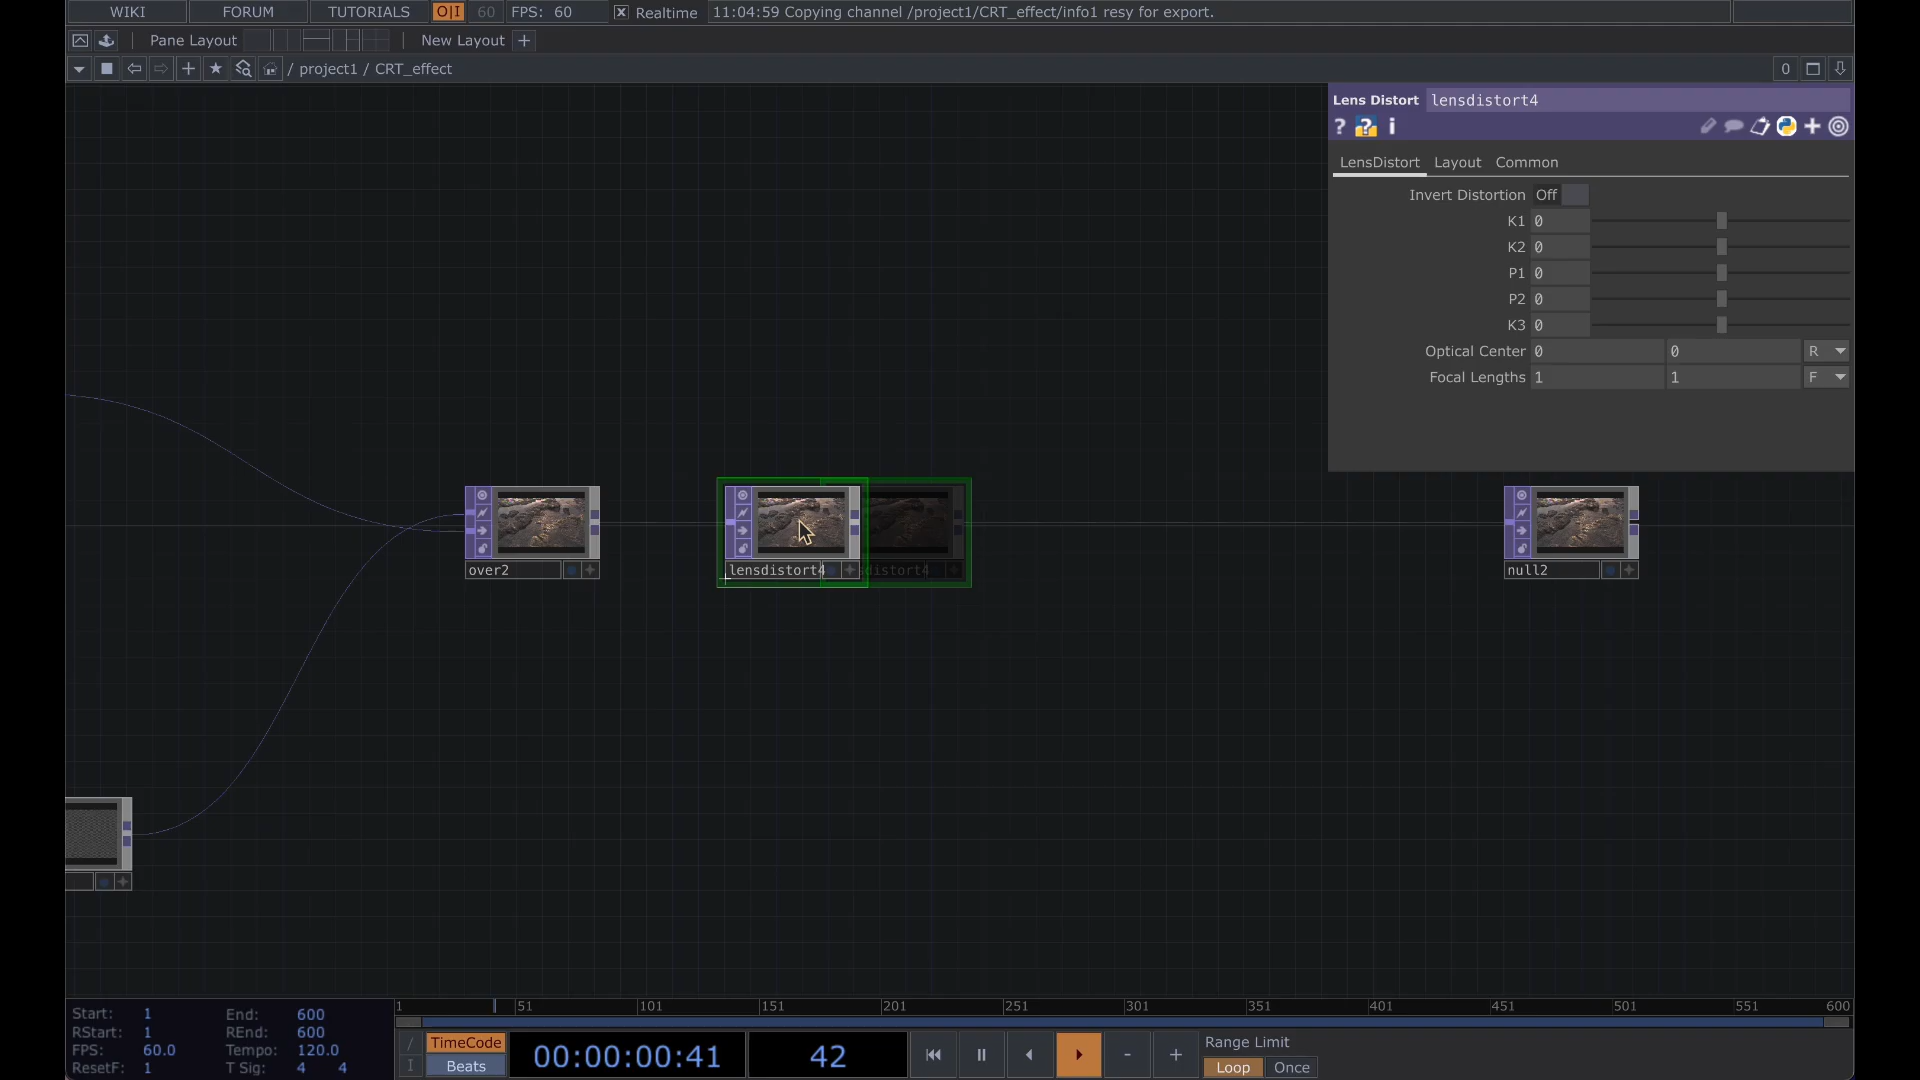 WIKI FORUM TUTORIALS O|I 60 FPS: 60 Realtime 11:04:59 Copying channel /project1/CRT_effect/info1 resy for export.
Pane Layout New Layout +
/ project1 / CRT_effect 0
Lens Distort lensdistort4
? ? i
LensDistort Layout Common
Invert Distortion Off
K1 0
K2 0
P1 0
P2 0
K3 0
Optical Center 0 0 R
Focal Lengths 1 1 F
over2
lensdistort4
distort4
null2
1 51 101 151 201 251 301 351 401 451 501 551 600
Start: 1 End: 600
RStart: 1 REnd: 600
FPS: 60.0 Tempo: 120.0
ResetF: 1 T Sig: 4 4
/ TimeCode
I Beats
00:00:00:41
42
- +
Range Limit
Loop Once